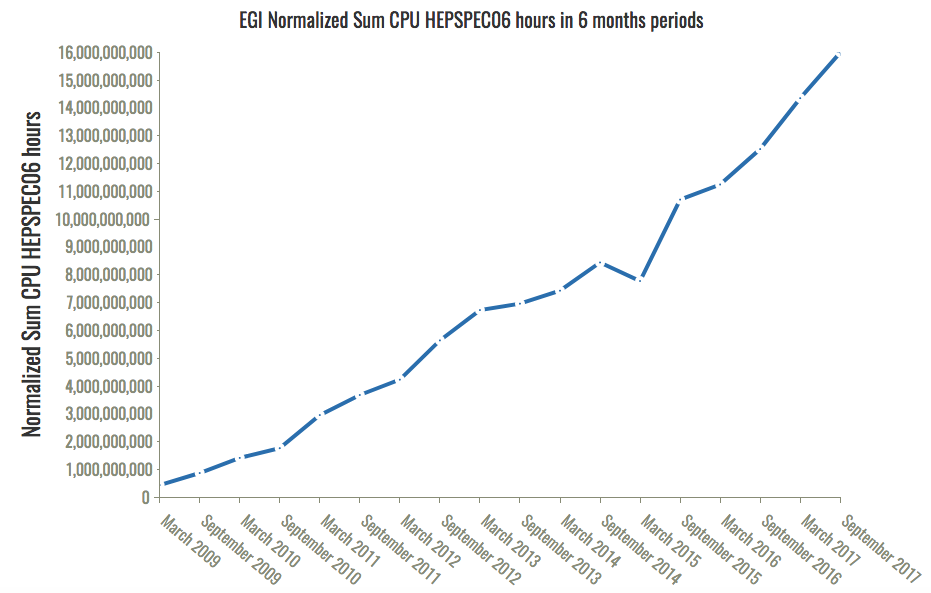 EGI Normalized Sum CPU HEPSPEC06 hours in 6 months periods
Normalized Sum CPU HEPSPEC06 hours
16,000,000,000
15,000,000,000
14,000,000,000
13,000,000,000
12,000,000,000
11,000,000,000
10,000,000,000
9,000,000,000
8,000,000,000
7,000,000,000
6,000,000,000
5,000,000,000
4,000,000,000
3,000,000,000
2,000,000,000
1,000,000,000
0
March 2009
September 2009
March 2010
September 2010
March 2011
September 2011
March 2012
September 2012
March 2013
September 2013
March 2014
September 2014
March 2015
September 2015
March 2016
September 2016
March 2017
September 2017